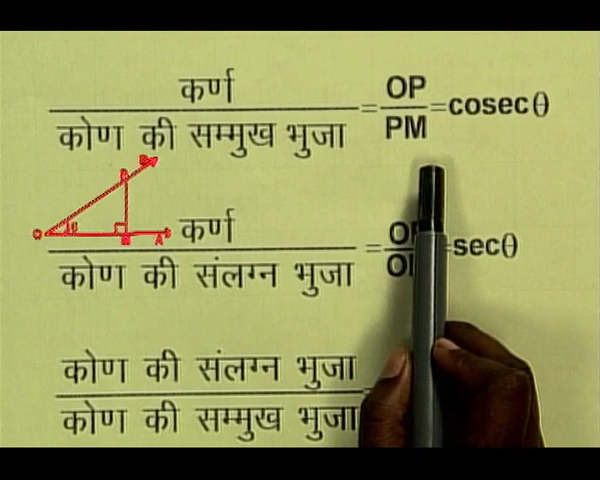 कर्ण
कोण की सम्मुख भुजा
=
OP
PM
=cosecθ
कर्ण
कोण की संलग्न भुजा
=
=secθ
कोण की संलग्न भुजा
कोण की सम्मुख भुजा
O
θ
A